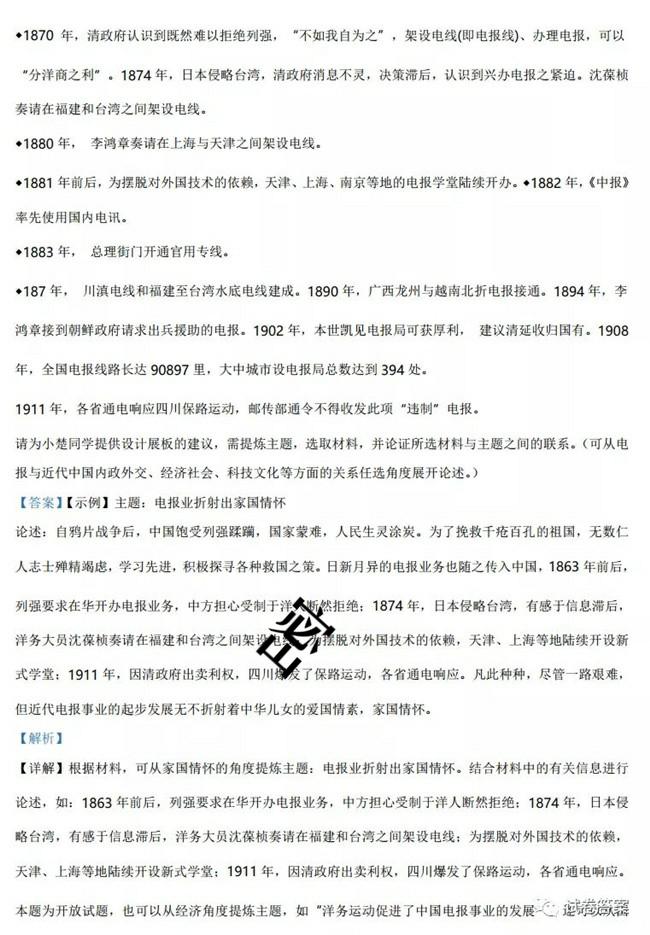 ◆1870 年，清政府认识到既然难以拒绝列强，“不如我自为之”，架设电线(即电报线)、办理电报，可以
“分洋商之利”。1874 年，日本侵略台湾，清政府消息不灵，决策滞后，认识到兴办电报之紧迫。沈葆桢
奏请在福建和台湾之间架设电线。
◆1880 年， 李鸿章奏请在上海与天津之间架设电线。
◆1881 年前后，为摆脱对外国技术的依赖，天津、上海、南京等地的电报学堂陆续开办。◆1882 年，《中报》
率先使用国内电讯。
◆1883 年， 总理街门开通官用专线。
◆187 年， 川滇电线和福建至台湾水底电线建成。1890 年，广西龙州与越南北折电报接通。1894 年，李
鸿章接到朝鲜政府请求出兵援助的电报。1902 年，本世凯见电报局可获厚利， 建议清延收归国有。1908
年，全国电报线路长达 90897 里，大中城市设电报局总数达到 394 处。
1911 年，各省通电响应四川保路运动，邮传部通令不得收发此项“违制”电报。
请为小楚同学提供设计展板的建议，需提炼主题，选取材料，并论证所选材料与主题之间的联系。（可从电
报与近代中国内政外交、经济社会、科技文化等方面的关系任选角度展开论述。）
【答案】【示例】主题：电报业折射出家国情怀
论述：自鸦片战争后，中国饱受列强蹂躏，国家蒙难，人民生灵涂炭。为了挽救千疮百孔的祖国，无数仁
人志士殚精竭虑，学习先进，积极探寻各种救国之策。日新月异的电报业务也随之传入中国，1863 年前后，
列强要求在华开办电报业务，中方担心受制于洋人断然拒绝；1874 年，日本侵略台湾，有感于信息滞后，
洋务大员沈葆桢奏请在福建和台湾之间架设电线；为摆脱对外国技术的依赖，天津、上海等地陆续开设新
式学堂；1911 年，因清政府出卖利权，四川爆发了保路运动，各省通电响应。凡此种种，尽管一路艰难，
但近代电报事业的起步发展无不折射着中华儿女的爱国情素，家国情怀。
密
【解析】
【详解】根据材料，可从家国情怀的角度提炼主题：电报业折射出家国情怀。结合材料中的有关信息进行
论述，如：1863 年前后，列强要求在华开办电报业务，中方担心受制于洋人断然拒绝；1874 年，日本侵
略台湾，有感于信息滞后，洋务大员沈葆桢奏请在福建和台湾之间架设电线；为摆脱对外国技术的依赖，
天津、上海等地陆续开设新式学堂；1911 年，因清政府出卖利权，四川爆发了保路运动，各省通电响应。
本题为开放试题，也可以从经济角度提炼主题，如“洋务运动促进了中国电报事业的发展
试卷答案